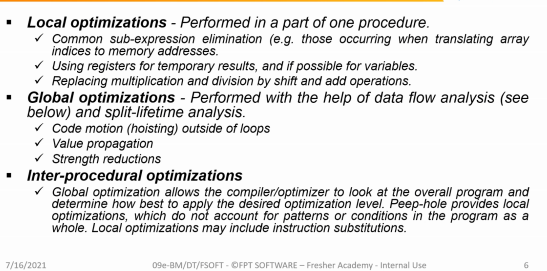 ▪ Local optimizations - Performed in a part of one procedure.
✓ Common sub-expression elimination (e.g. those occurring when translating array
indices to memory addresses.
✓ Using registers for temporary results, and if possible for variables.
✓ Replacing multiplication and division by shift and add operations.
▪ Global optimizations - Performed with the help of data flow analysis (see
below) and split-lifetime analysis.
✓ Code motion (hoisting) outside of loops
✓ Value propagation
✓ Strength reductions
▪ Inter-procedural optimizations
✓ Global optimization allows the compiler/optimizer to look at the overall program and
determine how best to apply the desired optimization level. Peep-hole provides local
optimizations, which do not account for patterns or conditions in the program as a
whole. Local optimizations may include instruction substitutions.
7/16/2021 09e-BM/DT/FSOFT - ©FPT SOFTWARE – Fresher Academy - Internal Use 6